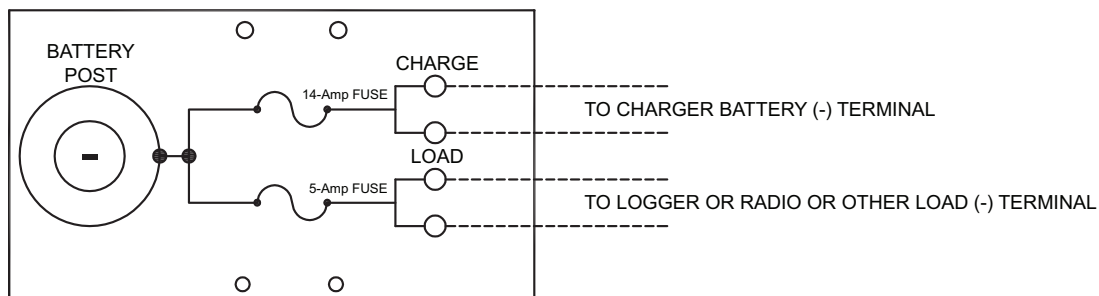 BATTERY
POST
-
CHARGE
14-Amp FUSE
TO CHARGER BATTERY (-) TERMINAL
LOAD
5-Amp FUSE
TO LOGGER OR RADIO OR OTHER LOAD (-) TERMINAL